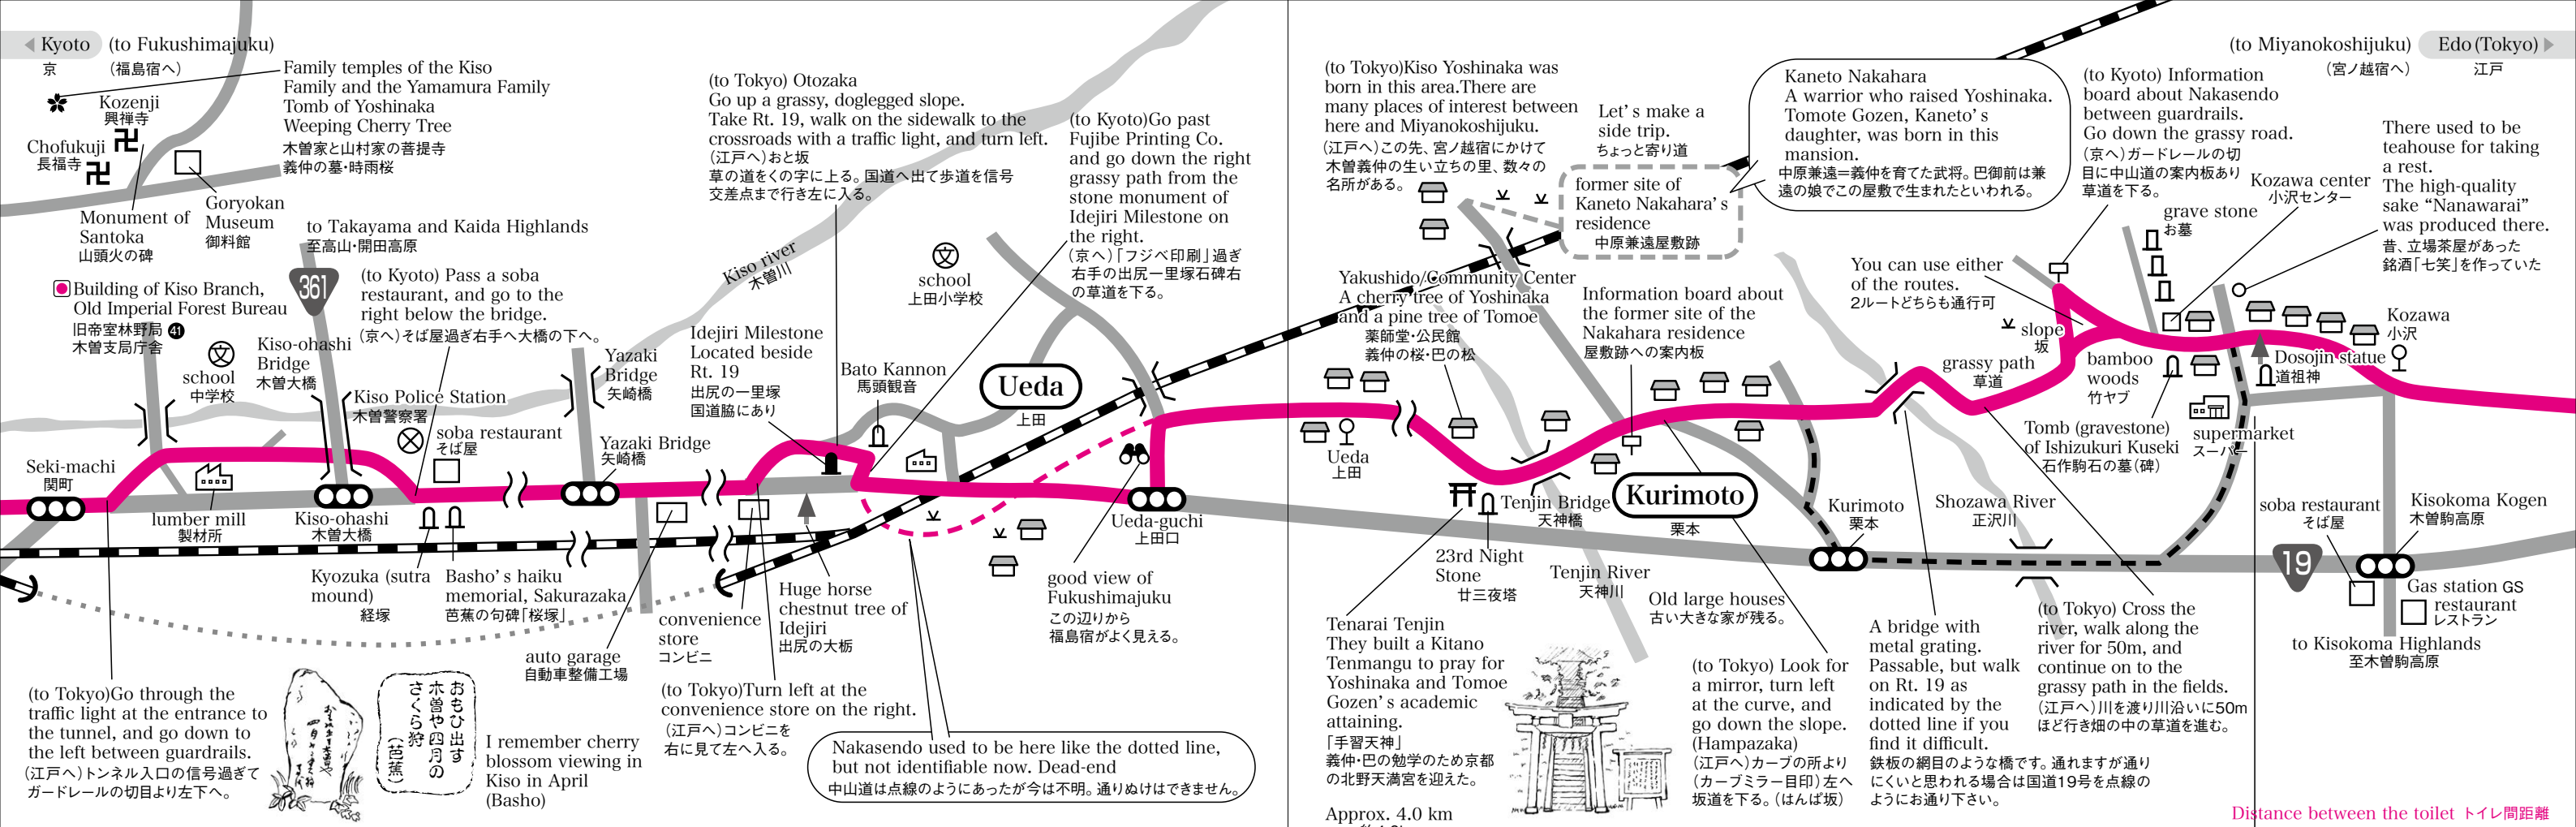 Kyoto
(to Fukushimajuku)
京
(福島宿へ)
Family temples of the Kiso
Family and the Yamamura Family
Tomb of Yoshinaka
Weeping Cherry Tree
木曽家と山村家の菩提寺
義仲の墓・時雨桜
Kozenji
興禅寺
Chofukuji
長福寺
Monument of
Santoka
山頭火の碑
Goryokan
Museum
御料館
to Takayama and Kaida Highlands
至高山・開田高原
Building of Kiso Branch,
Old Imperial Forest Bureau
旧帝室林野局 41
木曽支局庁舎
文
school
中学校
361
Kiso-ohashi
Bridge
木曽大橋
(to Kyoto) Pass a soba
restaurant, and go to the
right below the bridge.
(京へ)そば屋過ぎ右手へ大橋の下へ。
Kiso Police Station
木曽警察署
soba restaurant
そば屋
Seki-machi
関町
lumber mill
製材所
Kiso-ohashi
木曽大橋
Kyozuka (sutra
mound)
経塚
Basho's haiku
memorial, Sakurazaka
芭蕉の句碑「桜塚」
(to Tokyo)Go through the
traffic light at the entrance to
the tunnel, and go down to
the left between guardrails.
(江戸へ)トンネル入口の信号過ぎて
ガードレールの切目より左下へ。
おもひ出す
木曽や四月の
さくら狩
(芭蕉)
I remember cherry
blossom viewing in
Kiso in April
(Basho)
Yazaki
Bridge
矢崎橋
Yazaki Bridge
矢崎橋
auto garage
自動車整備工場
convenience
store
コンビニ
(to Tokyo)Turn left at the
convenience store on the right.
(江戸へ)コンビニを
右に見て左へ入る。
Kiso river
木曽川
(to Tokyo) Otozaka
Go up a grassy, doglegged slope.
Take Rt. 19, walk on the sidewalk to the
crossroads with a traffic light, and turn left.
(江戸へ)おと坂
草の道をくの字に上る。国道へ出て歩道を信号
交差点まで行き左に入る。
Idejiri Milestone
Located beside
Rt. 19
出尻の一里塚
国道脇にあり
Bato Kannon
馬頭観音
文
school
上田小学校
Ueda
上田
(to Kyoto)Go past
Fujibe Printing Co.
and go down the right
grassy path from the
stone monument of
Idejiri Milestone on
the right.
(京へ)「フジベ印刷」過ぎ
右手の出尻一里塚石碑右
の草道を下る。
Huge horse
chestnut tree of
Idejiri
出尻の大栃
Nakasendo used to be here like the dotted line,
but not identifiable now. Dead-end
中山道は点線のようにあったが今は不明。通りぬけはできません。
Ueda-guchi
上田口
good view of
Fukushimajuku
この辺りから
福島宿がよく見える。
(to Tokyo)Kiso Yoshinaka was
born in this area.There are
many places of interest between
here and Miyanokoshijuku.
(江戸へ)この先、宮ノ越宿にかけて
木曽義仲の生い立ちの里、数々の
名所がある。
Let's make a
side trip.
ちょっと寄り道
former site of
Kaneto Nakahara's
residence
中原兼遠屋敷跡
Kaneto Nakahara
A warrior who raised Yoshinaka.
Tomote Gozen, Kaneto's
daughter, was born in this
mansion.
中原兼遠=義仲を育てた武将。巴御前は兼
遠の娘でこの屋敷で生まれたといわれる。
Yakushido/Community Center
A cherry tree of Yoshinaka
and a pine tree of Tomoe
薬師堂・公民館
義仲の桜・巴の松
Information board about
the former site of the
Nakahara residence
屋敷跡への案内板
Ueda
上田
23rd Night
Stone
廿三夜塔
Tenjin Bridge
天神橋
Tenjin River
天神川
Kurimoto
栗本
Tenarai Tenjin
They built a Kitano
Tenmangu to pray for
Yoshinaka and Tomoe
Gozen's academic
attaining.
「手習天神」
義仲・巴の勉学のため京都
の北野天満宮を迎えた。
Approx. 4.0 km
Old large houses
古い大きな家が残る。
(to Tokyo) Look for
a mirror, turn left
at the curve, and
go down the slope.
(Hampazaka)
(江戸へ)カーブの所より
(カーブミラー目印)左へ
坂道を下る。(はんぱ坂)
Kurimoto
栗本
Shozawa River
正沢川
A bridge with
metal grating.
Passable, but walk
on Rt. 19 as
indicated by the
dotted line if you
find it difficult.
鉄板の網目のような橋です。通れますが通り
にくいと思われる場合は国道19号を点線の
ようにお通り下さい。
(to Tokyo) Cross the
river, walk along the
river for 50m, and
continue on to the
grassy path in the fields.
(江戸へ)川を渡り川沿いに50m
ほど行き畑の中の草道を進む。
(to Miyanokoshijuku)
Edo (Tokyo)
(宮ノ越宿へ)
江戸
(to Kyoto) Information
board about Nakasendo
between guardrails.
Go down the grassy road.
(京へ)ガードレールの切
目に中山道の案内板あり
草道を下る。
You can use either
of the routes.
2ルートどちらも通行可
slope
坂
grassy path
草道
bamboo
woods
竹ヤブ
grave stone
お墓
Kozawa center
小沢センター
There used to be
teahouse for taking
a rest.
The high-quality
sake “Nanawarai”
was produced there.
昔、立場茶屋があった
銘酒「七笑」を作っていた
Kozawa
小沢
Dosojin statue
道祖神
Tomb (gravestone)
of Ishizukuri Kuseki
石作駒石の墓(碑)
supermarket
スーパー
19
soba restaurant
そば屋
Kisokoma Kogen
木曽駒高原
Gas station GS
restaurant
レストラン
to Kisokoma Highlands
至木曽駒高原
Distance between the toilet トイレ間距離